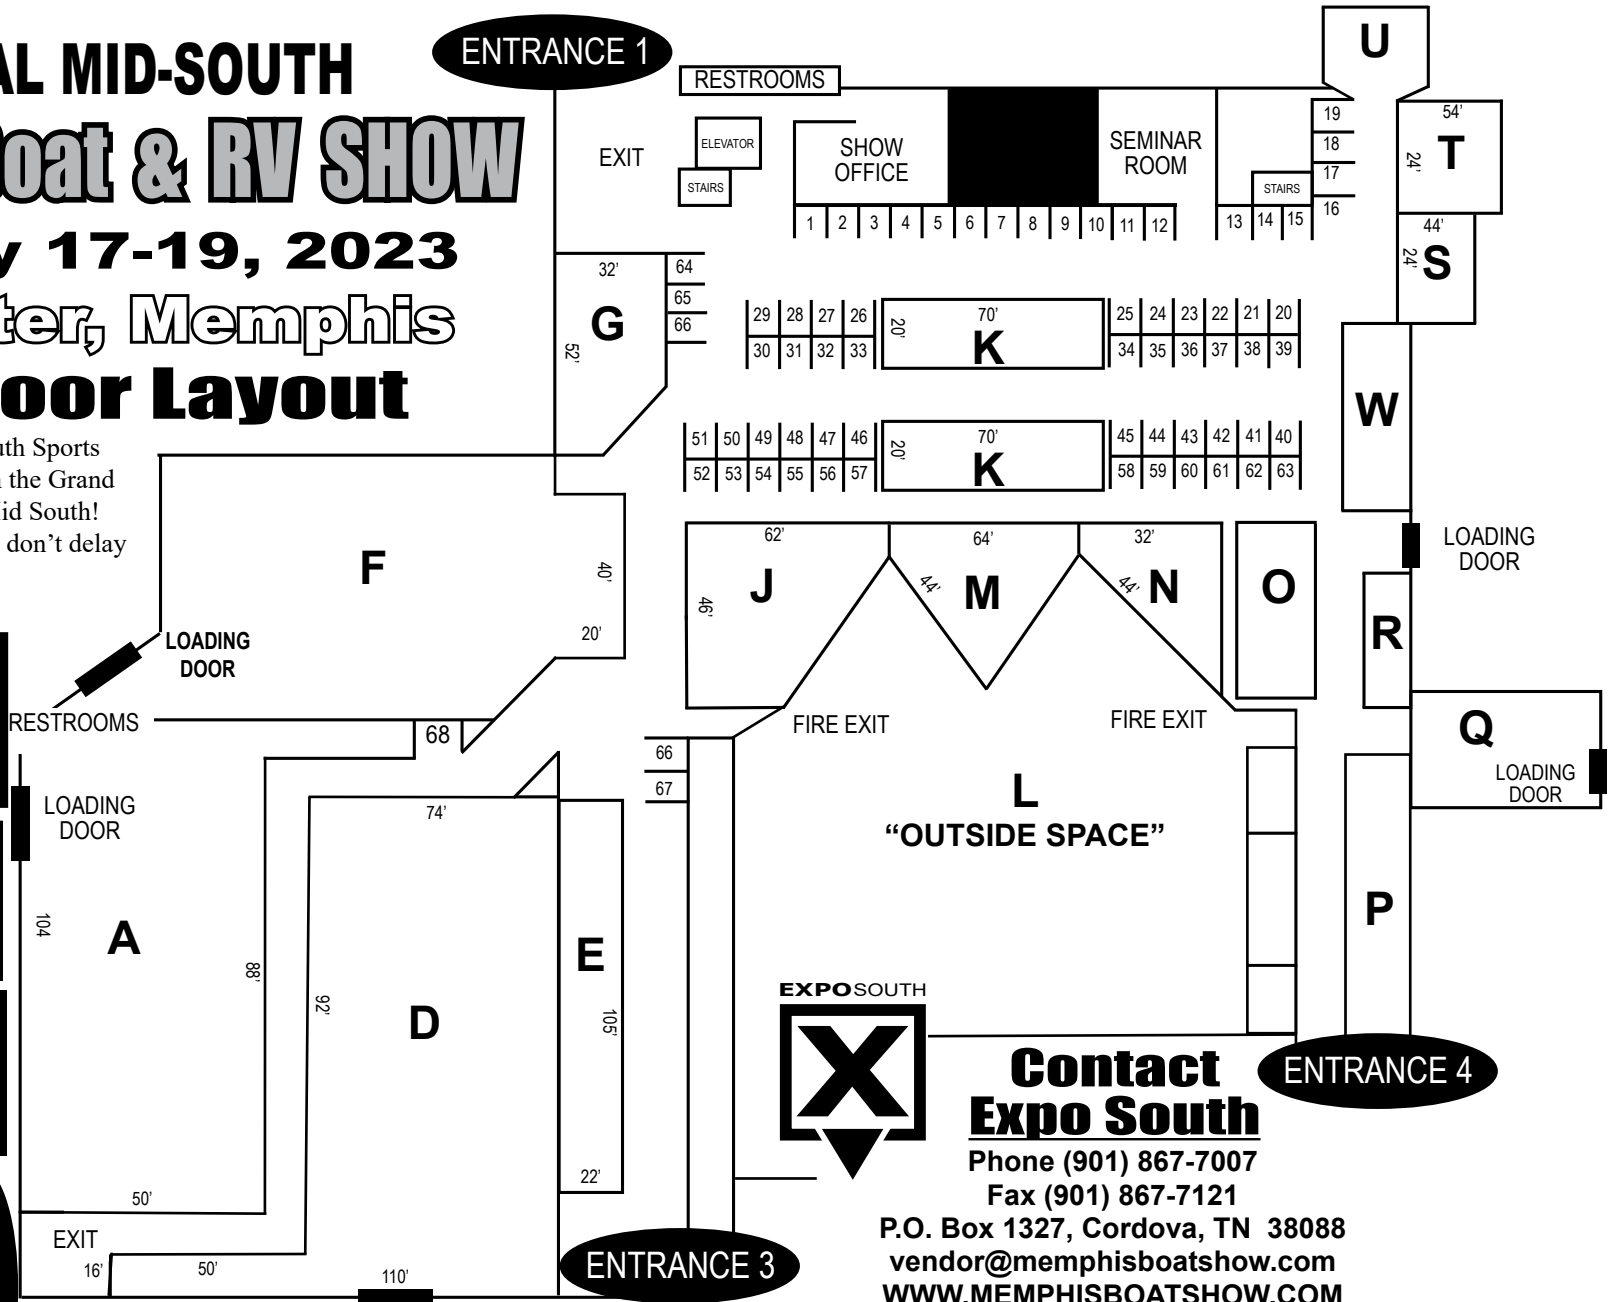 AL MID-SOUTH
oat & RV SHOW
y 17-19, 2023
ter, Memphis
oor Layout
uth Sports
n the Grand
Mid South!
don't delay
ENTRANCE 1
RESTROOMS
EXIT
ELEVATOR
STAIRS
SHOW
OFFICE
SEMINAR
ROOM
STAIRS
1 2 3 4 5 6 7 8 9 10 11 12
13 14 15
19
18
17
16
U
54'
24'
T
44'
24'
S
W
32'
G
52'
64
65
66
29 28 27 26
30 31 32 33
70'
20'
K
25 24 23 22 21 20
34 35 36 37 38 39
51 50 49 48 47 46
52 53 54 55 56 57
70'
20'
K
45 44 43 42 41 40
58 59 60 61 62 63
LOADING
DOOR
F
40'
20'
LOADING
DOOR
62'
J
46'
64'
44'
M
32'
44'
N
O
R
Q
LOADING
DOOR
RESTROOMS
68
FIRE EXIT
FIRE EXIT
66
67
L
“OUTSIDE SPACE”
LOADING
DOOR
104
A
88'
50'
74'
92'
D
E
105'
22'
P
EXIT
16'
50'
110'
ENTRANCE 3
EXPOSOUTH
X
ENTRANCE 4
Contact
Expo South
Phone (901) 867-7007
Fax (901) 867-7121
P.O. Box 1327, Cordova, TN 38088
vendor@memphisboatshow.com
WWW.MEMPHISBOATSHOW.COM